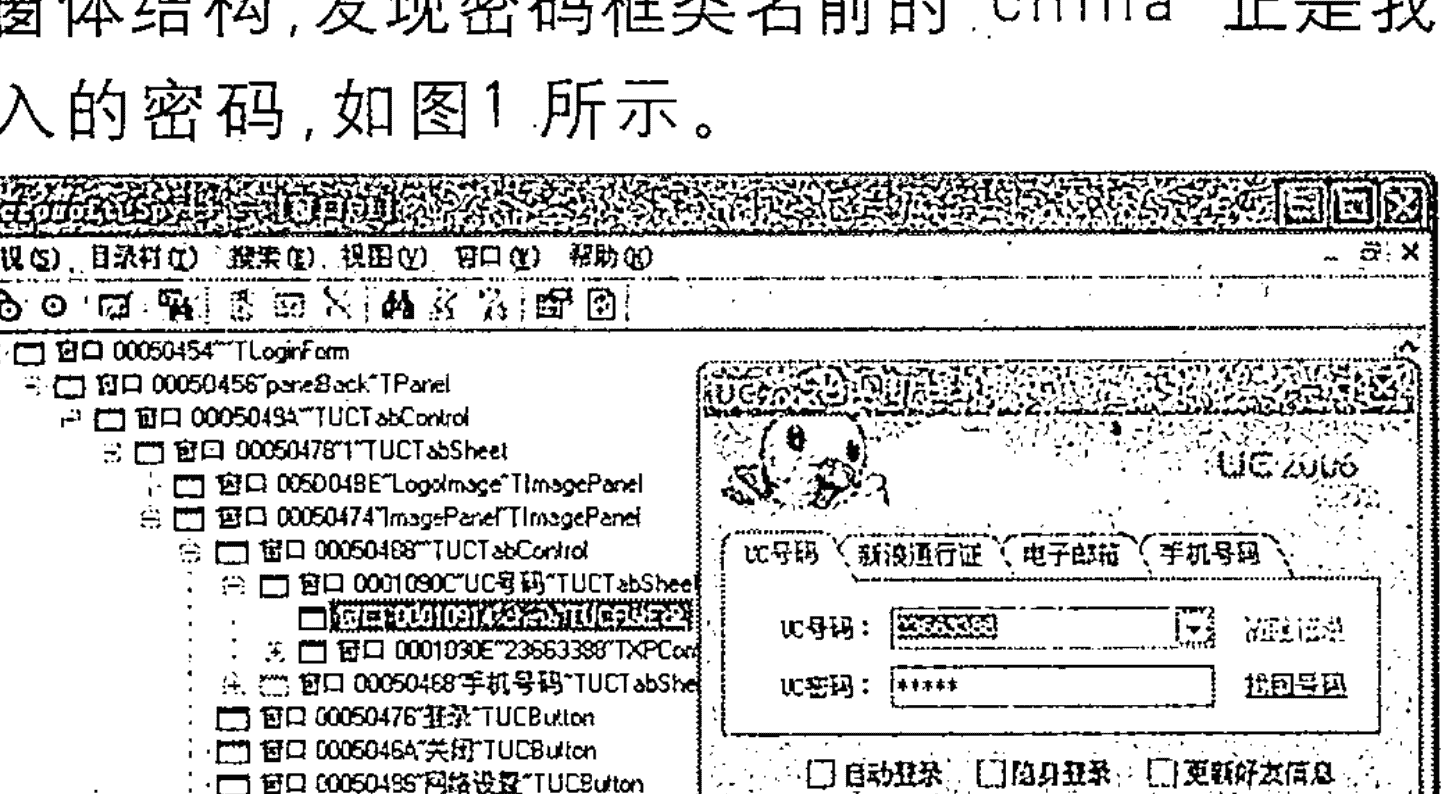 窗体结构,发现密码框类名前的"china"正是我
入的密码,如图1所示。
(S) 目录树(T) 搜索(E) 视图(V) 窗口(W) 帮助(H)
窗口 00050454""TLoginForm
窗口 00050456"paneBack"TPanel
窗口 0005049A""TUCTabControl
窗口 00050478"1"TUCTabSheet
窗口 0005048E"LogoImage"TImagePanel
窗口 00050474"ImagePanel"TImagePanel
窗口 00050488""TUCTabControl
窗口 0001090C"UC号码"TUCTabSheet
窗口 0001090E"23663398"TXPCon
窗口 00050468"手机号码"TUCTabShe
窗口 00050476"登录"TUCButton
窗口 0005046A"关闭"TUCButton
窗口 "网络设置"TUCButton
UC
UC 2006
UC号码 新浪通行证 电子邮箱 手机号码
UC号码:
UC密码: ***** 找回号码
自动登录 隐身登录 更新好友信息